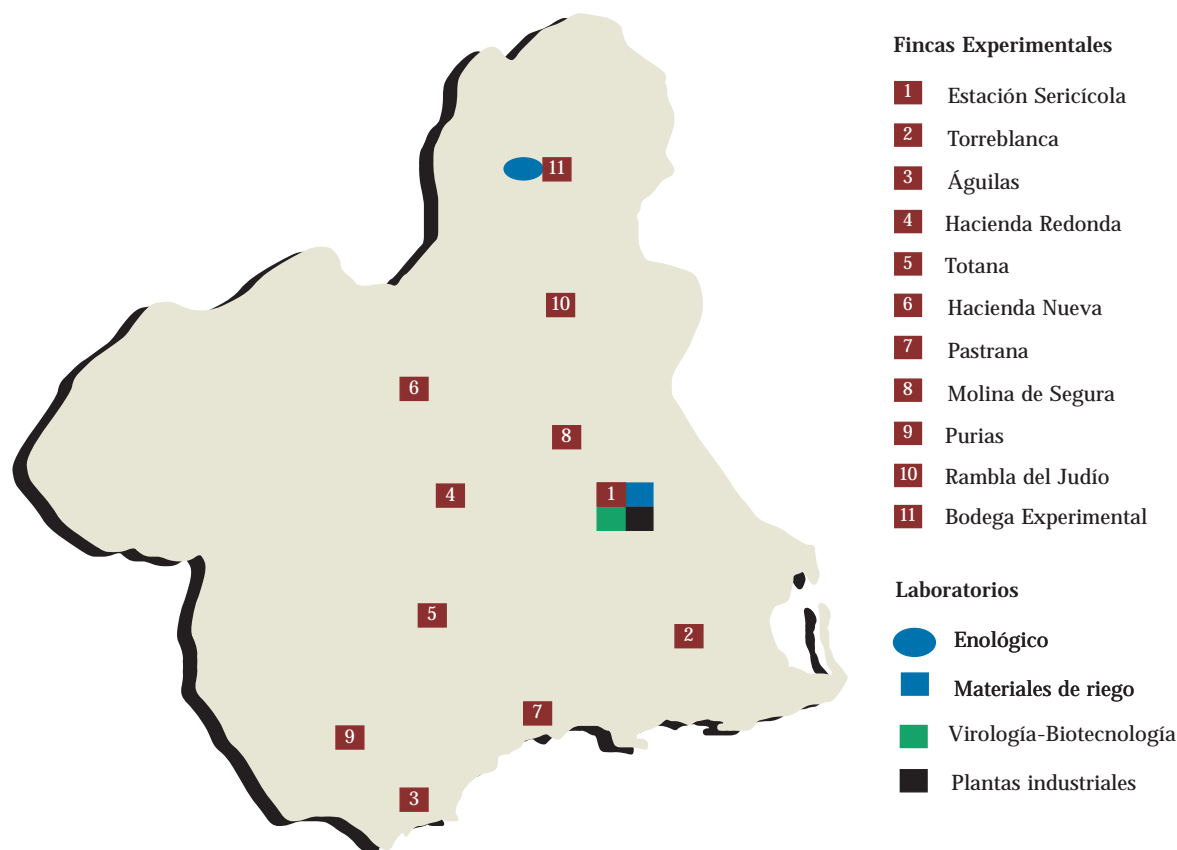 11
10
6
8
4
1
5
2
7
9
3
Fincas Experimentales
1 Estación Sericícola
2 Torreblanca
3 Águilas
4 Hacienda Redonda
5 Totana
6 Hacienda Nueva
7 Pastrana
8 Molina de Segura
9 Purias
10 Rambla del Judío
11 Bodega Experimental
Laboratorios
Enológico
Materiales de riego
Virología-Biotecnología
Plantas industriales